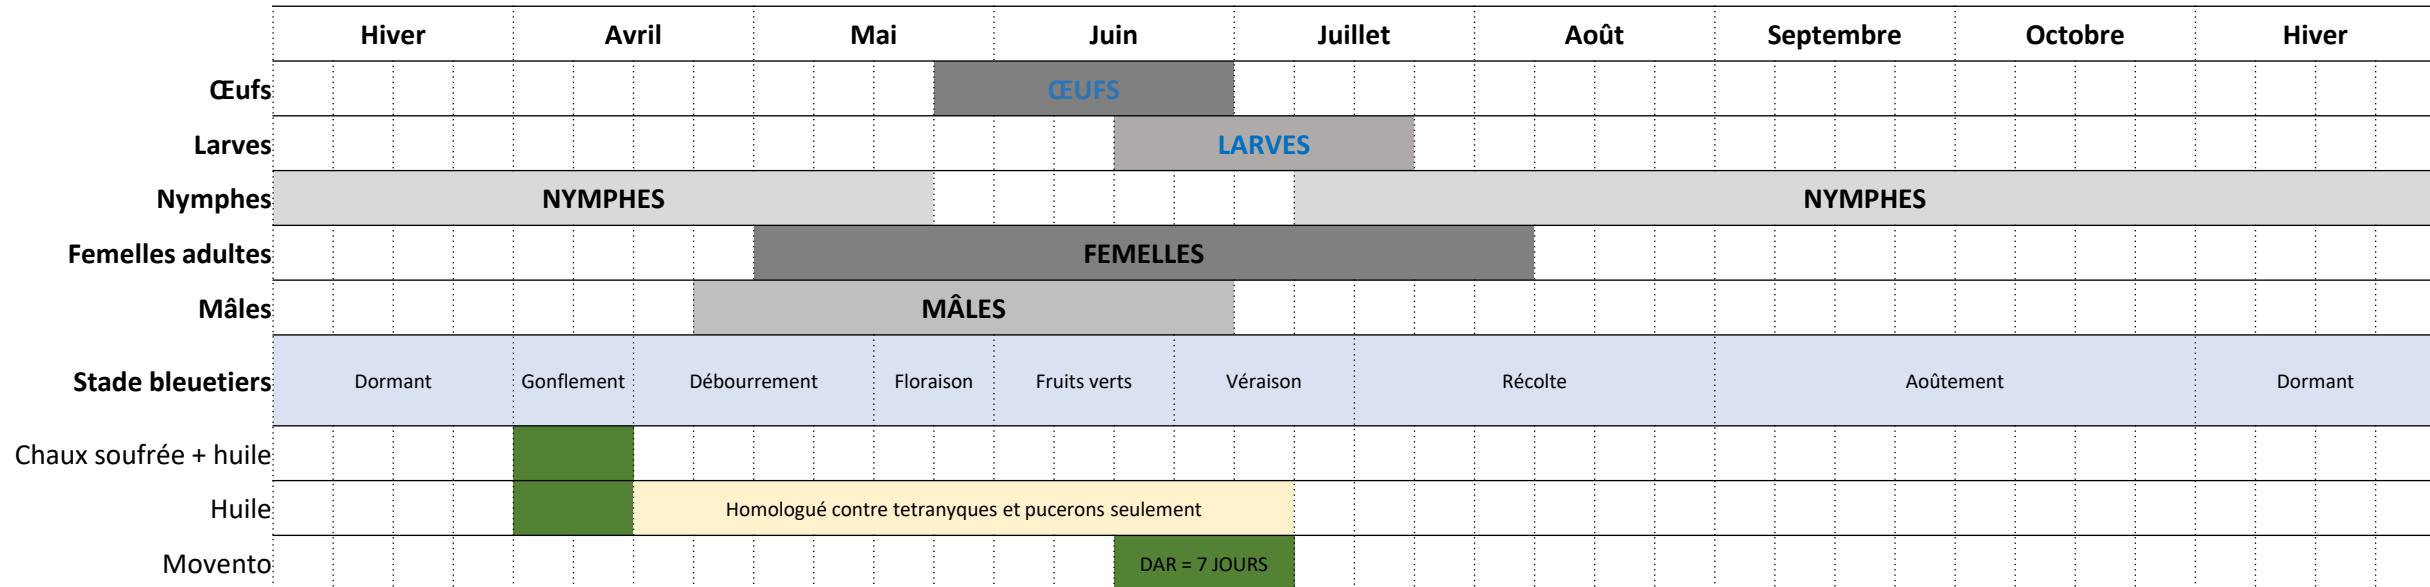 Hiver Avril Mai Juin Juillet Août Septembre Octobre Hiver
Œufs ŒUFS
Larves LARVES
Nymphes NYMPHES NYMPHES
Femelles adultes FEMELLES
Mâles MÂLES
Stade bleuetiers Dormant Gonflement Débourrement Floraison Fruits verts Véraison Récolte Aoûtement Dormant
Chaux soufrée + huile
Huile Homologué contre tetranyques et pucerons seulement
Movento DAR = 7 JOURS